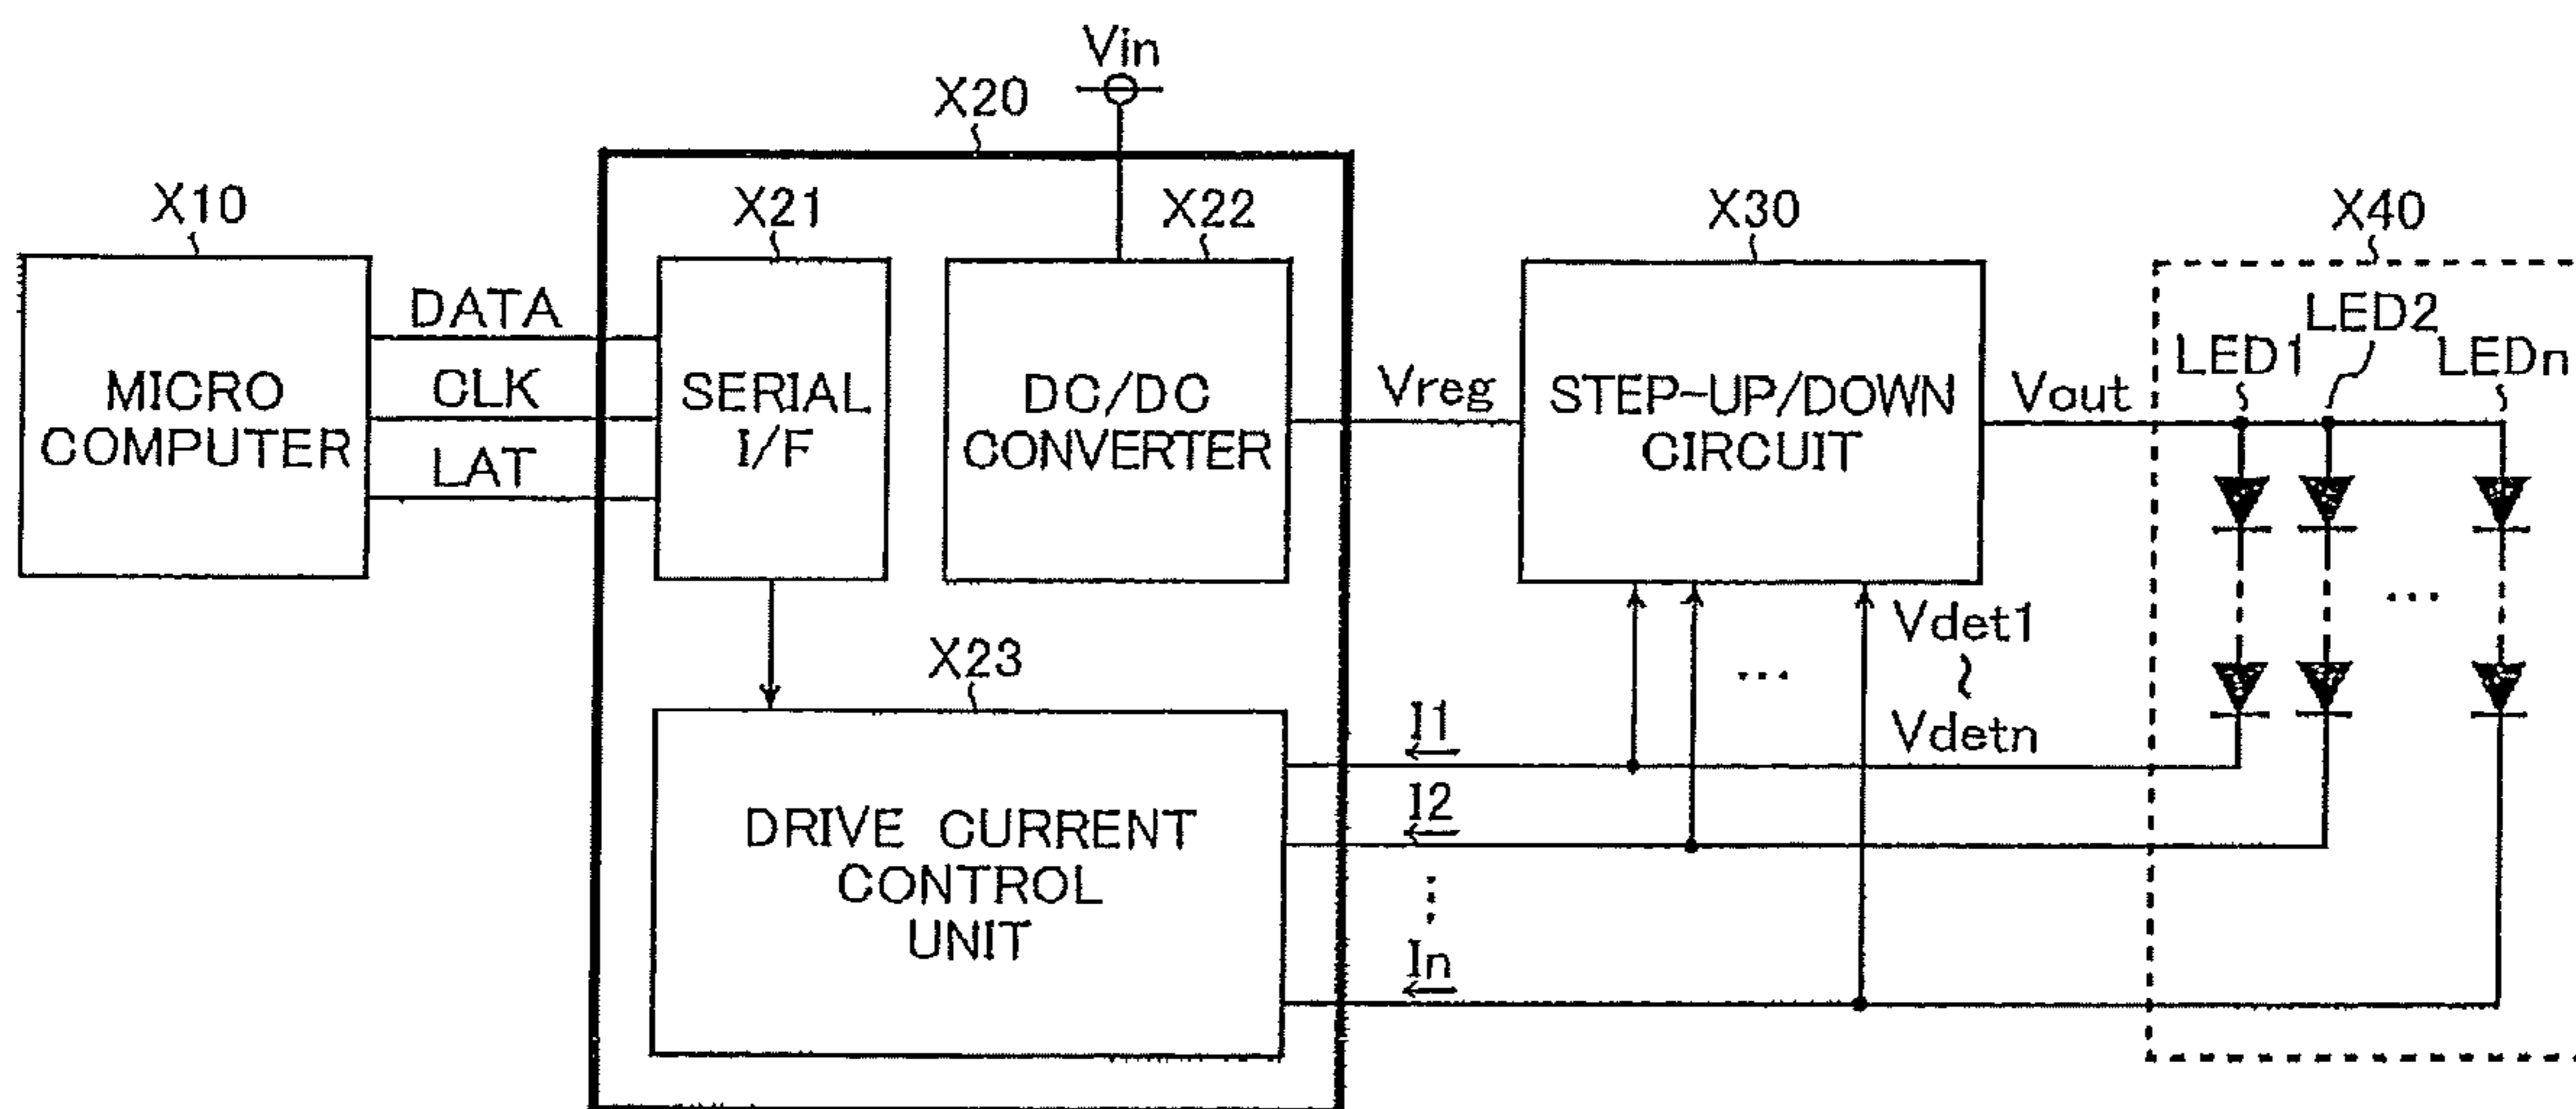 Vin
X20
X10
X21
X22
X30
X40
MICRO
COMPUTER
DATA
CLK
LAT
SERIAL
I/F
DC/DC
CONVERTER
Vreg
STEP-UP/DOWN
CIRCUIT
Vout
LED1
LED2
LEDn
...
X23
DRIVE CURRENT
CONTROL
UNIT
I1
I2
...
In
...
Vdet1
~
Vdetn